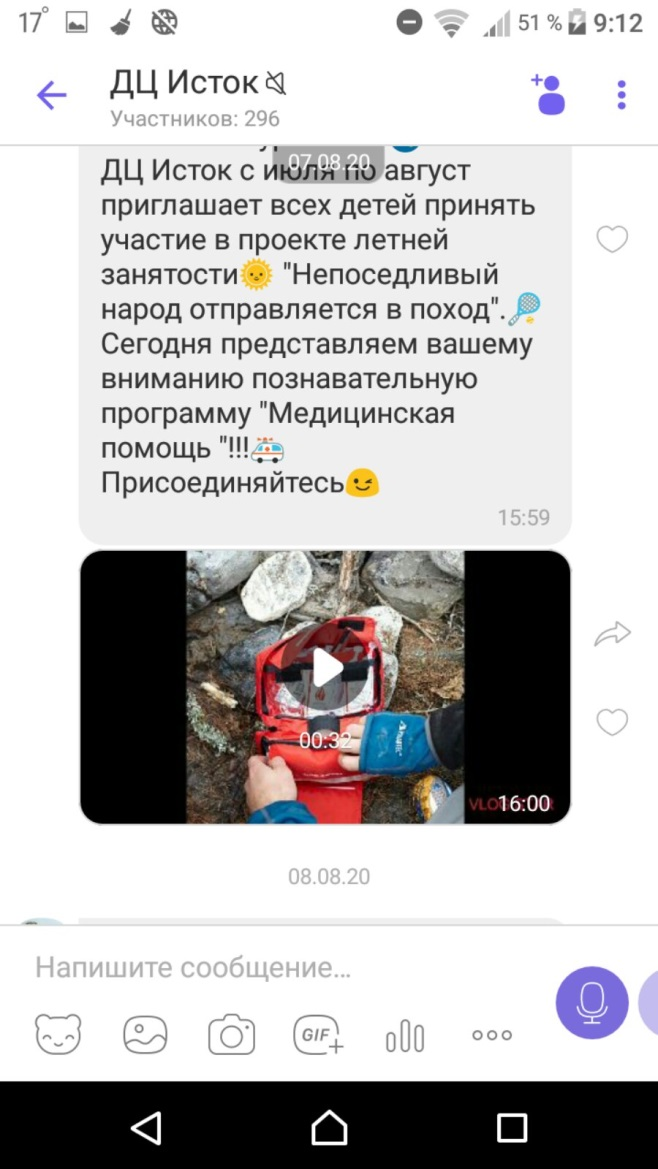 17°
51 %
9:12
ДЦ Исток
Участников: 296
07.08.20
ДЦ Исток с июля по август
приглашает всех детей принять
участие в проекте летней
занятости🌞 "Непоседливый
народ отправляется в поход".🏸
Сегодня представляем вашему
вниманию познавательную
программу "Медицинская
помощь "!!!🚑
Присоединяйтесь😉
15:59
00:32
16:00
08.08.20
Напишите сообщение...
GIF